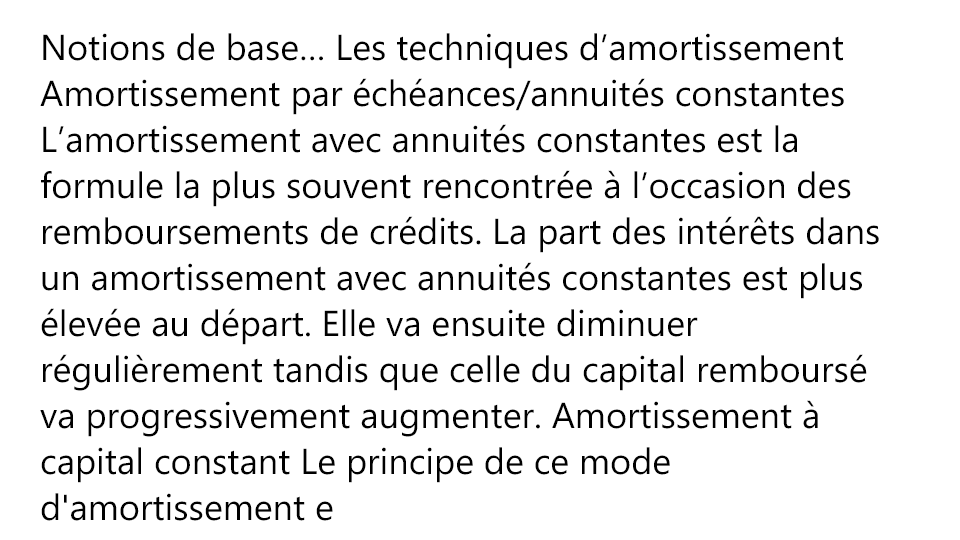 Notions de base... Les techniques d’amortissement
Amortissement par échéances/annuités constantes
L’amortissement avec annuités constantes est la
formule la plus souvent rencontrée à l’occasion des
remboursements de crédits. La part des intérêts dans
un amortissement avec annuités constantes est plus
élevée au départ. Elle va ensuite diminuer
régulièrement tandis que celle du capital remboursé
va progressivement augmenter. Amortissement à
capital constant Le principe de ce mode
d'amortissement e